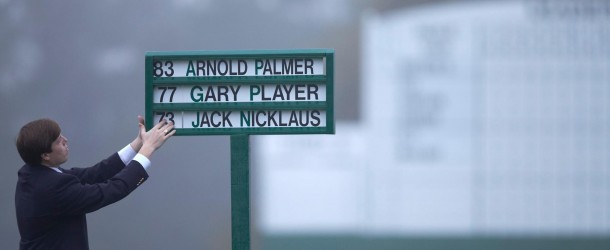 83 ARNOLD PALMER
77 GARY PLAYER
73 JACK NICKLAUS